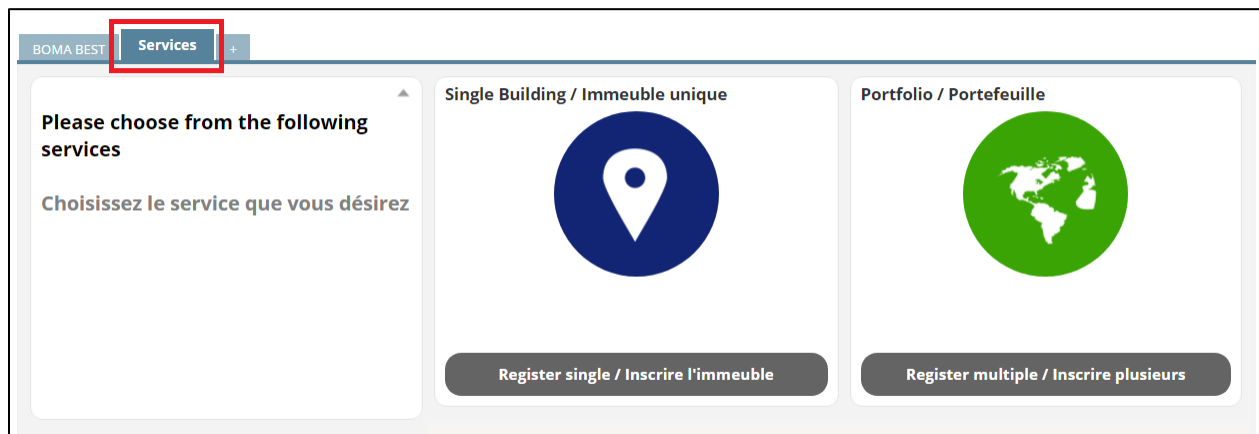 BOMA BEST
Services
+
Please choose from the following
services
Choisissez le service que vous désirez
Single Building / Immeuble unique
Register single / Inscrire l'immeuble
Portfolio / Portefeuille
Register multiple / Inscrire plusieurs